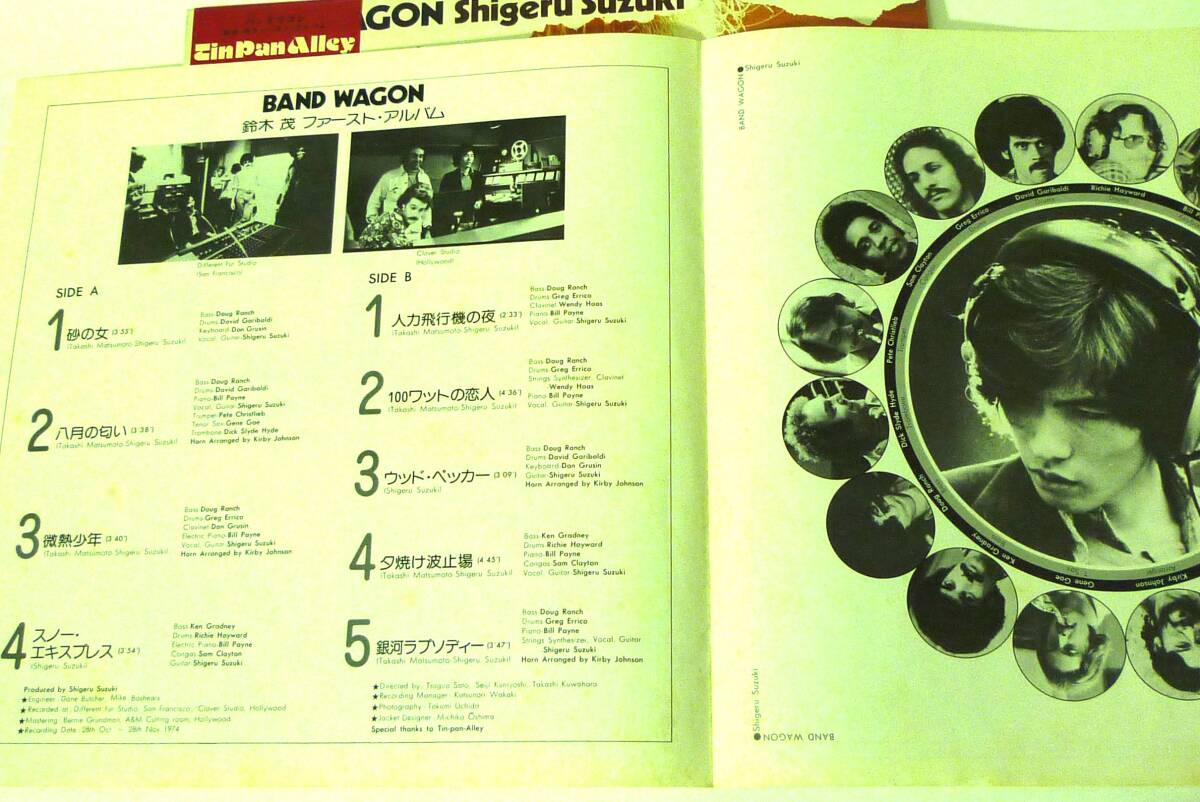 バンドワゴン
WAGON Shigeru Suzuki
Tin Pan Alley
BAND WAGON
鈴木 茂 ファースト・アルバム
Different Fur Studio
(San Francisco)
Clover Studio
(Hollywood)
SIDE A
1 砂の女 (3′53″)
(Takashi Matsumoto·Shigeru Suzuki)
Bass·Doug Ranch
Drums·David Garibaldi
Keyboard·Don Grusin
Vocal, Guitar·Shigeru Suzuki
2 八月の匂い (3′38″)
(Takashi Matsumoto·Shigeru Suzuki)
Bass·Doug Ranch
Drums·David Garibaldi
Piano·Bill Payne
Vocal, Guitar·Shigeru Suzuki
Trumpet·Pete Christlieb
Tenor Sax·Gene Goe
Trombone·Dick Slyde Hyde
Horn Arranged by Kirby Johnson
3 微熱少年 (3′40″)
(Takashi Matsumoto·Shigeru Suzuki)
Bass·Doug Ranch
Drums·Greg Errico
Clavinet·Don Grusin
Electric Piano·Bill Payne
Vocal, Guitar·Shigeru Suzuki
Horn Arranged by Kirby Johnson
4 スノー・
エキスプレス (3′54″)
(Shigeru Suzuki)
Bass·Ken Gradney
Drums·Richie Hayward
Electric Piano·Bill Payne
Congas·Sam Clayton
Guitar·Shigeru Suzuki
SIDE B
1 人力飛行機の夜 (2′33″)
(Takashi Matsumoto·Shigeru Suzuki)
Bass·Doug Ranch
Drums·Greg Errico
Clavinet·Wendy Haas
Piano·Bill Payne
Vocal, Guitar·Shigeru Suzuki
2 100ワットの恋人 (4′36″)
(Takashi Matsumoto·Shigeru Suzuki)
Bass·Doug Ranch
Drums·Greg Errico
Strings Synthesizer, Clavinet
·Wendy Haas
Piano·Bill Payne
Vocal, Guitar·Shigeru Suzuki
3 ウッド・ペッカー (3′09″)
(Shigeru Suzuki)
Bass·Doug Ranch
Drums·David Garibaldi
Keyboard·Don Grusin
Guitar·Shigeru Suzuki
Horn Arranged by Kirby Johnson
4 夕焼け波止場 (4′45″)
(Takashi Matsumoto·Shigeru Suzuki)
Bass·Ken Gradney
Drums·Richie Hayward
Piano·Bill Payne
Congas·Sam Clayton
Vocal, Guitar·Shigeru Suzuki
5 銀河ラプソディー (3′47″)
(Takashi Matsumoto·Shigeru Suzuki)
Bass·Doug Ranch
Drums·Greg Errico
Piano·Bill Payne
Strings Synthesizer, Vocal, Guitar
·Shigeru Suzuki
Horn Arranged by Kirby Johnson
Produced by Shigeru Suzuki
★Engineer: Dane Butcher, Mike Boshears
★Recorded at: Different fur Studio, San Francisco, Clover Studio, Hollywood
★Mastering: Bernie Grundman, A&M Cutting room, Hollywood
★Recording Date: 28th Oct. ~ 28th Nov. 1974
★Directed by: Tsuguo Sato, Seiji Kuniyoshi, Takashi Kuwahara
★Recording Manager: Katsunori Wakaki
★Photography: Takumi Uchida
★Jacket Designer: Michiko Ōshima
Special thanks to Tin-pan-Alley
BAND WAGON●Shigeru Suzuki
Richie Hayward
David Garibaldi
Greg Errico
Sam Clayton
Pete Christlieb
Dick Slyde Hyde
Doug Ranch
Ken Gradney
Gene Goe
Kirby Johnson
Shigeru Suzuki●BAND WAGON